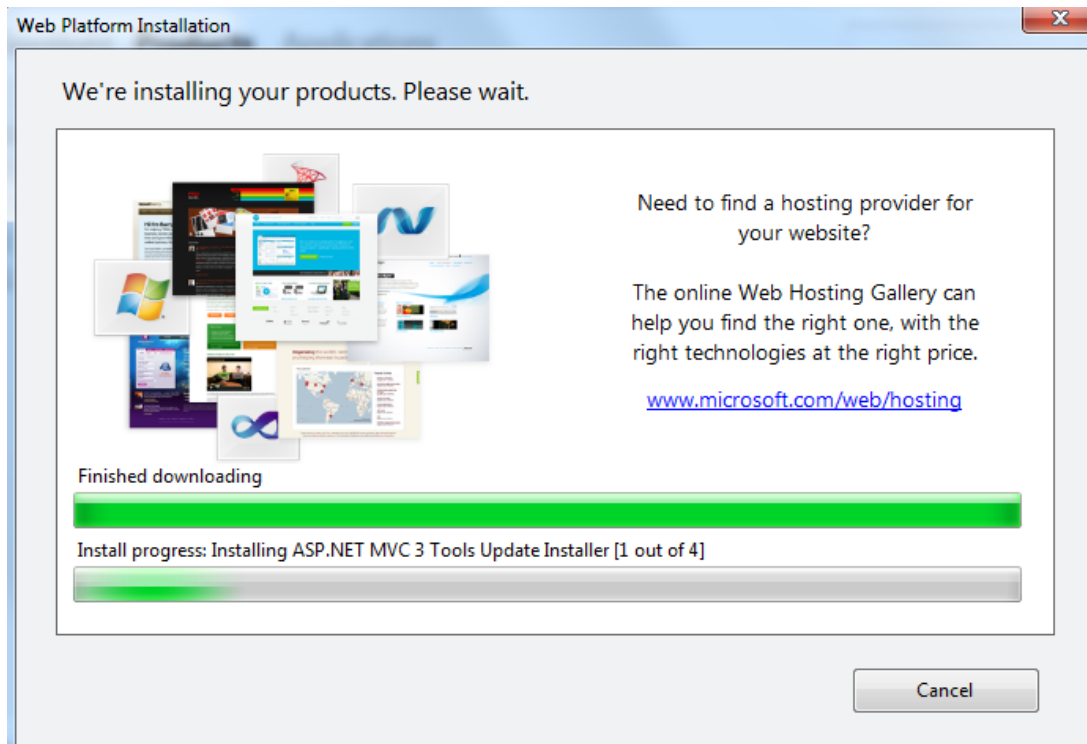 Web Platform Installation
We're installing your products. Please wait.
Need to find a hosting provider for
your website?
The online Web Hosting Gallery can
help you find the right one, with the
right technologies at the right price.
www.microsoft.com/web/hosting
Finished downloading
Install progress: Installing ASP.NET MVC 3 Tools Update Installer [1 out of 4]
Cancel